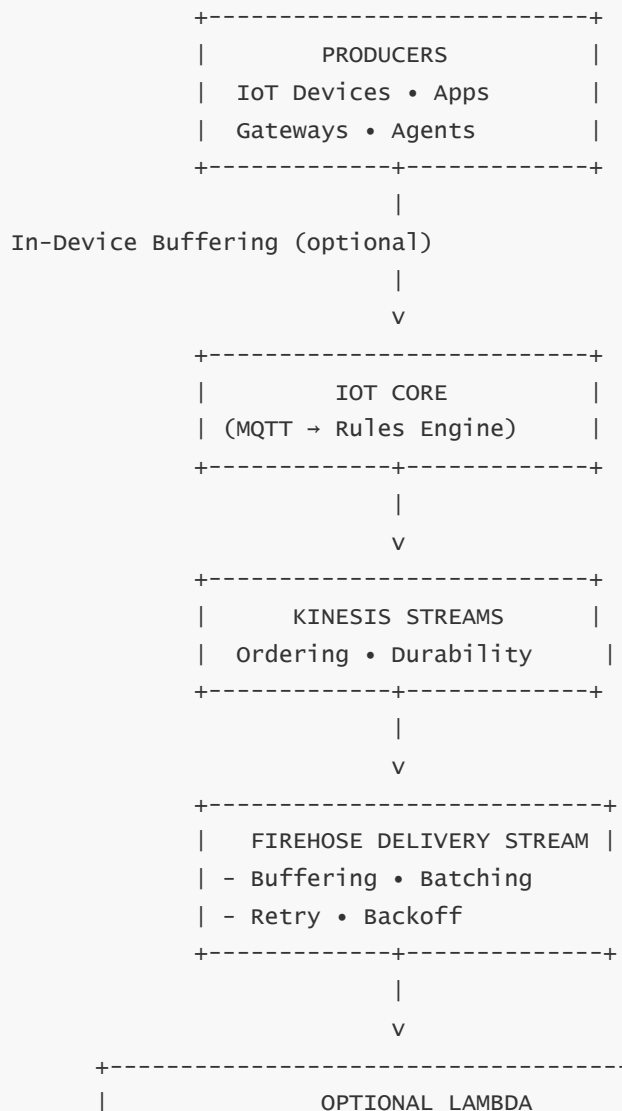 PRODUCERS
IoT Devices • Apps
Gateways • Agents
In-Device Buffering (optional)
v
IOT CORE
(MQTT → Rules Engine)
v
KINESIS STREAMS
Ordering • Durability
v
FIREHOSE DELIVERY STREAM
- Buffering • Batching
- Retry • Backoff
v
OPTIONAL LAMBDA